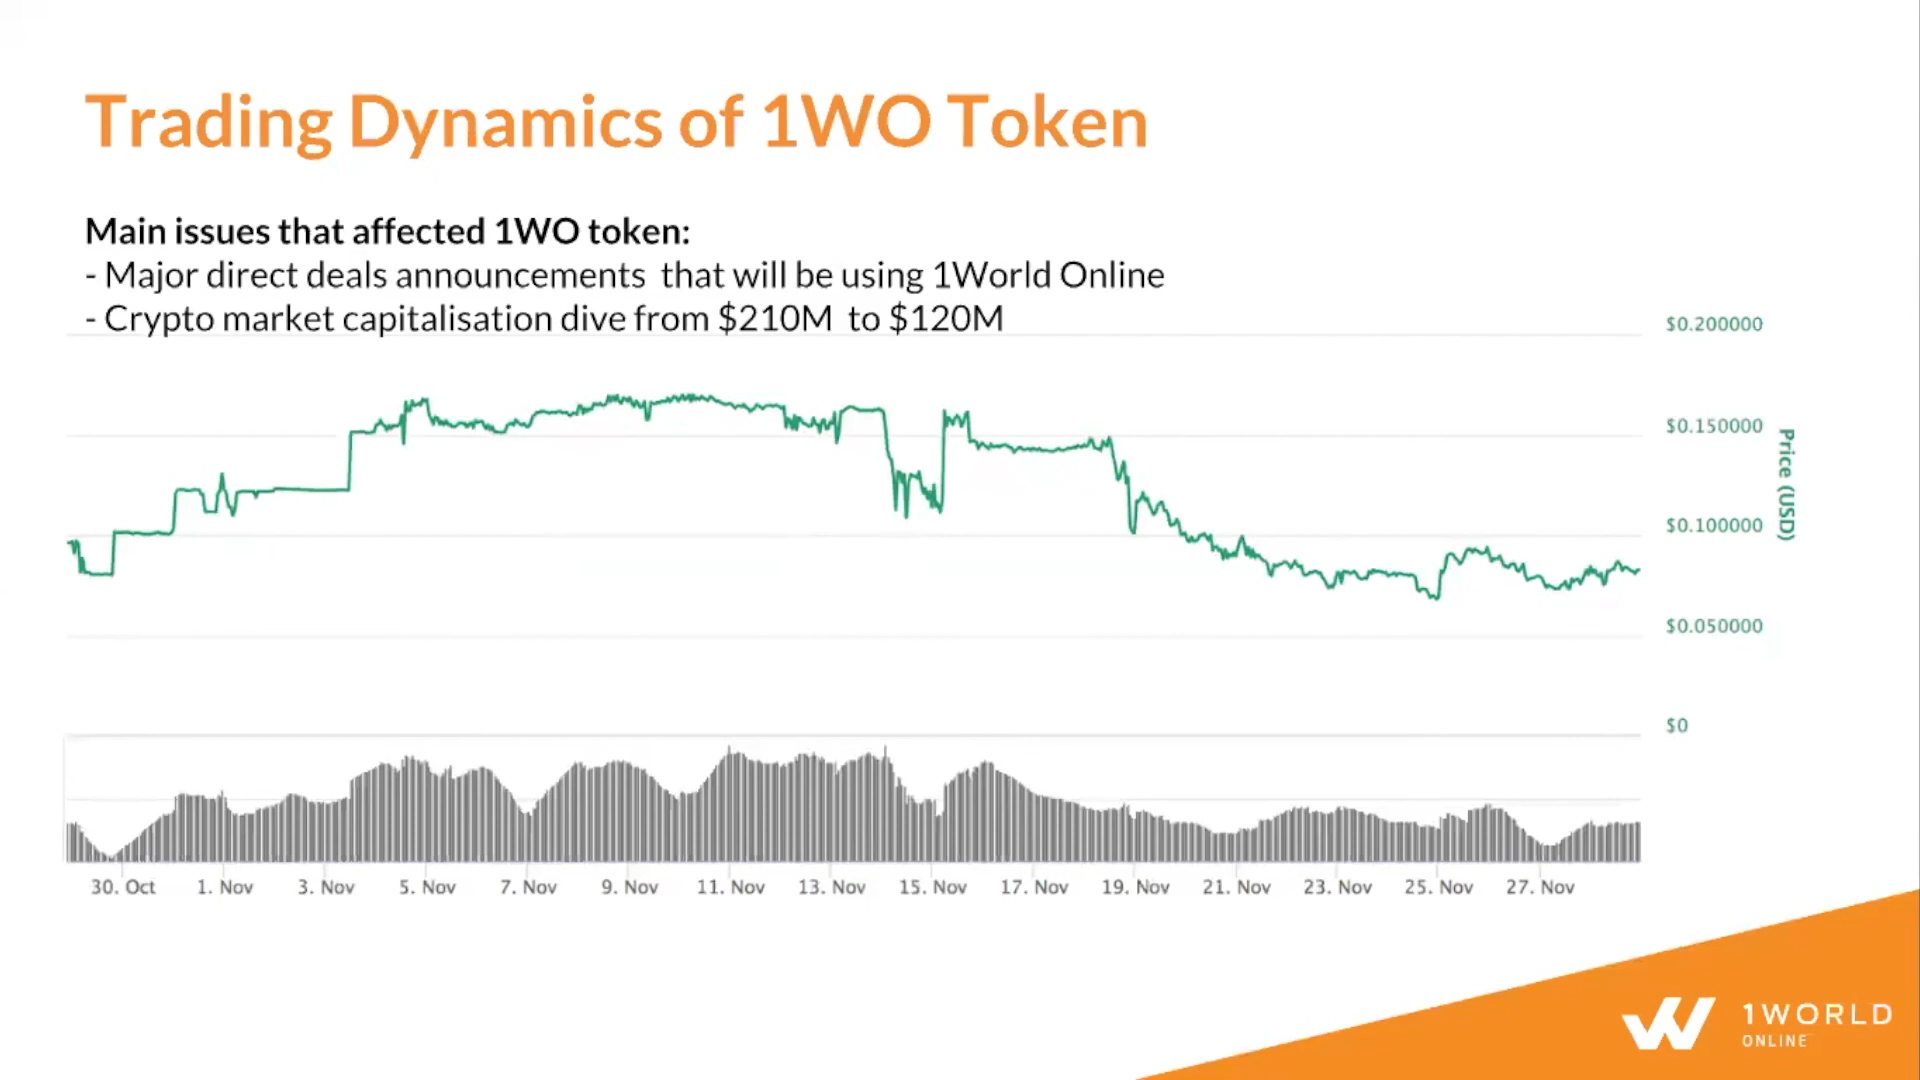 Trading Dynamics of 1WO Token
Main issues that affected 1WO token:
- Major direct deals announcements  that will be using 1World Online
- Crypto market capitalisation dive from $210M  to $120M
$0.200000
$0.150000
$0.100000
$0.050000
$0
Price (USD)
30. Oct 1. Nov 3. Nov 5. Nov 7. Nov 9. Nov 11. Nov 13. Nov 15. Nov 17. Nov 19. Nov 21. Nov 23. Nov 25. Nov 27. Nov
1WORLD
ONLINE